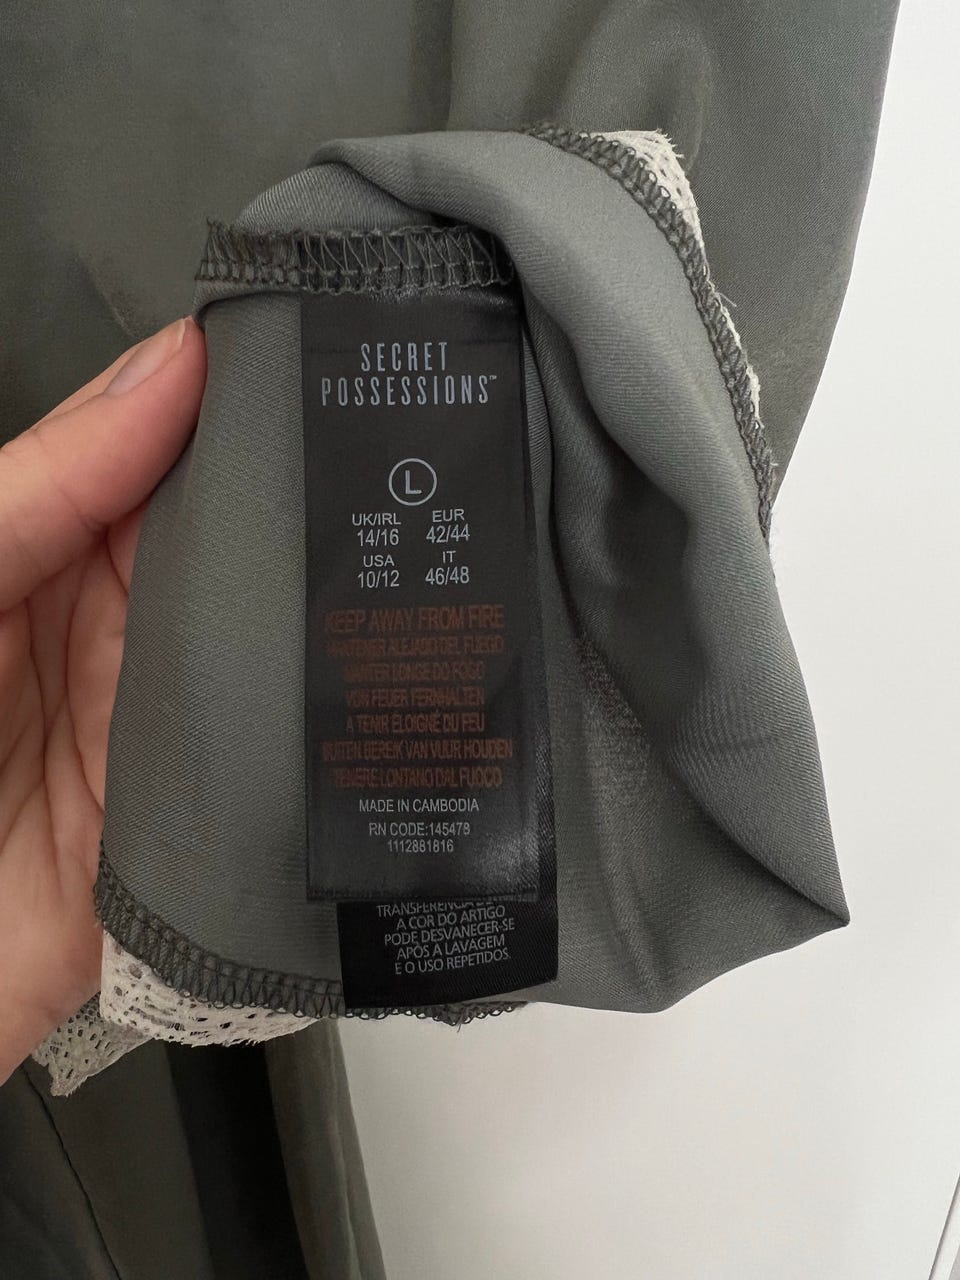 SECRET
POSSESSIONS™
L
UK/IRL EUR
14/16 42/44
USA IT
10/12 46/48
KEEP AWAY FROM FIRE
MANTENER ALEJADO DEL FUEGO
MANTER LONGE DO FOGO
VON FEUER FERNHALTEN
A TENIR ÉLOIGNÉ DU FEU
BUITEN BEREIK VAN VUUR HOUDEN
TENERE LONTANO DAL FUOCO
MADE IN CAMBODIA
RN CODE:145478
1112881816
TRANSFERÊNCIA DE
A COR DO ARTIGO
PODE DESVANECER-SE
APÓS A LAVAGEM
E O USO REPETIDOS.